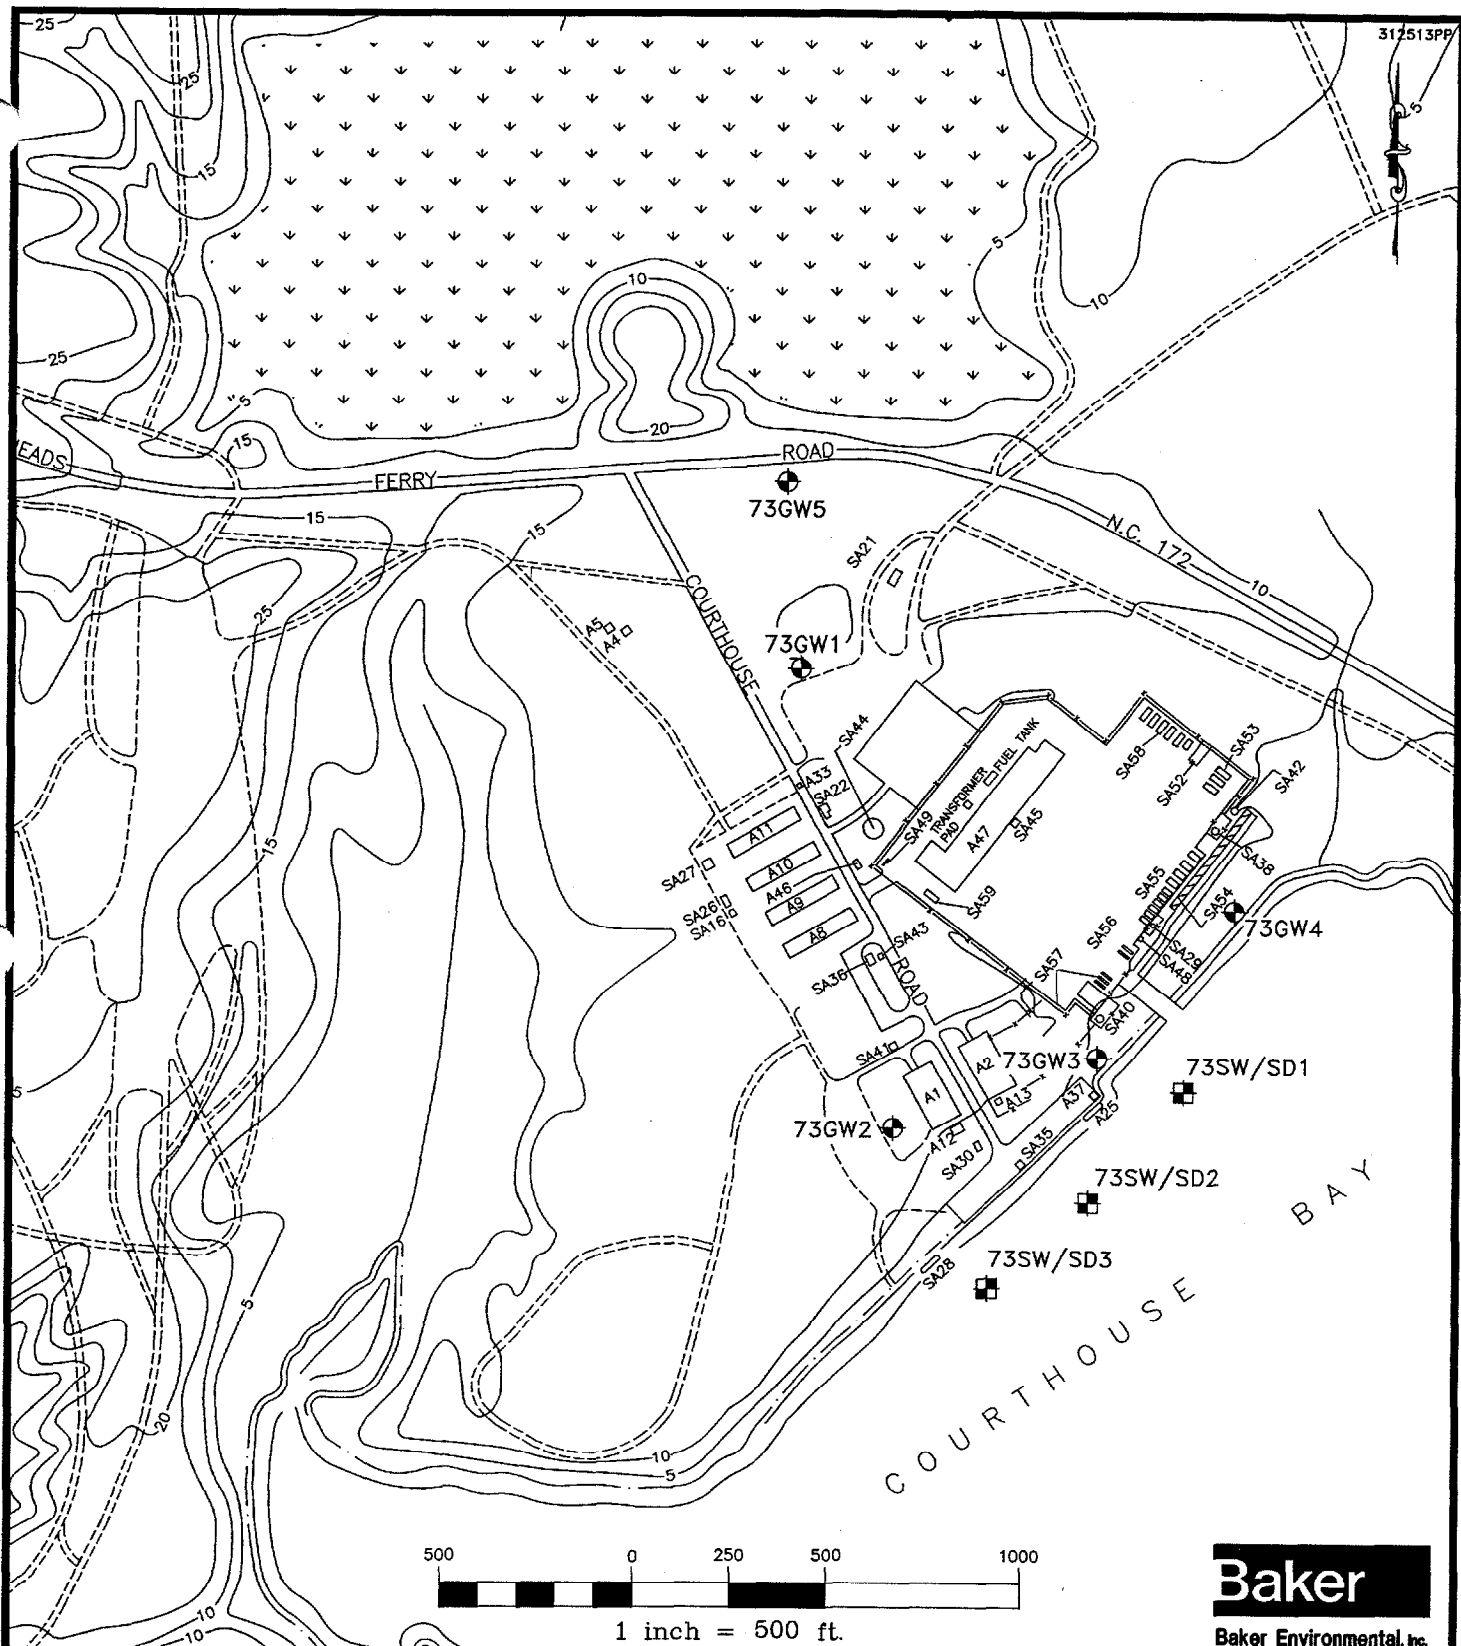 25
312513PP
25
5
15
5
10
10
25
5
15
20
EADS
FERRY
ROAD
73GW5
15
15
N.C. 172
SA21
10
25
COURTHOUSE
A5
A4
73GW1
SA44
FUEL TANK
TRANSFORMER
PAD
SA58
SA53
SA52
SA42
A33
SA22
SA49
A47
SA45
A11
A10
A46
A9
A8
15
SA27
SA26
SA16
SA59
SA55
SA38
SA54
73GW4
SA56
SA29
SA48
SA43
SA36
ROAD
SA57
SA40
SA41
A2
73GW3
73SW/SD1
5
A1
A13
A37
A25
73GW2
A12
SA30
SA35
73SW/SD2
BAY
73SW/SD3
SA28
5
COURTHOUSE
20
10
5
500 0 250 500 1000
1 inch = 500 ft.
10
10
Baker
Baker Environmental, Inc.